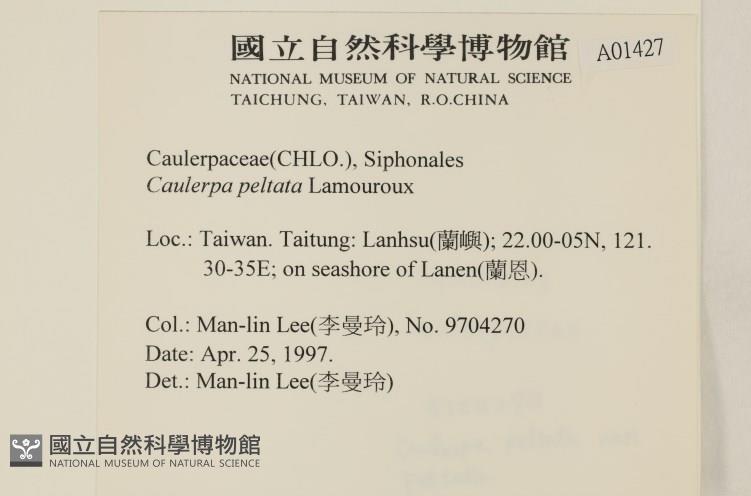 國立自然科學博物館
A01427
NATIONAL MUSEUM OF NATURAL SCIENCE
TAICHUNG, TAIWAN, R.O.CHINA
Caulerpaceae(CHLO.), Siphonales
Caulerpa peltata Lamouroux
Loc.: Taiwan. Taitung: Lanhsu(蘭嶼); 22.00-05N, 121.
30-35E; on seashore of Lanen(蘭恩).
Col.: Man-lin Lee(李曼玲), No. 9704270
Date: Apr. 25, 1997.
Det.: Man-lin Lee(李曼玲)
國立自然科學博物館
NATIONAL MUSEUM OF NATURAL SCIENCE